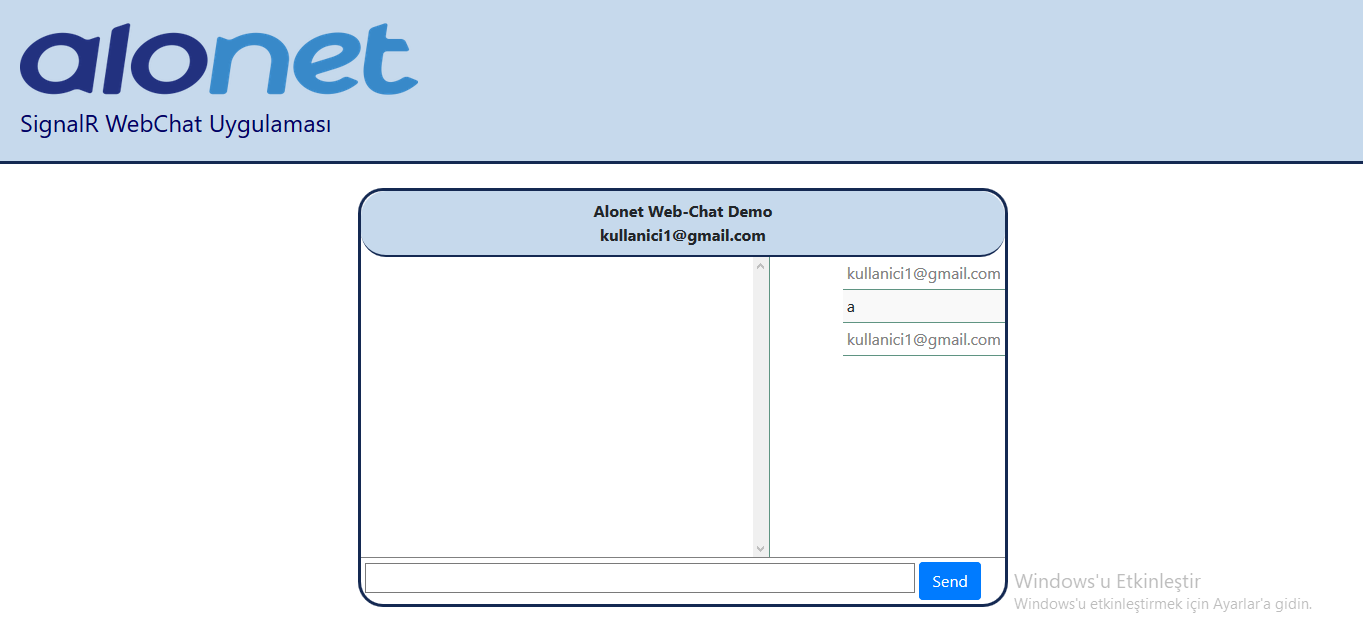 alonet
SignalR WebChat Uygulaması
Alonet Web-Chat Demo
kullanici1@gmail.com
kullanici1@gmail.com
a
kullanici1@gmail.com
Send
Windows'u Etkinleştir
Windows'u etkinleştirmek için Ayarlar'a gidin.